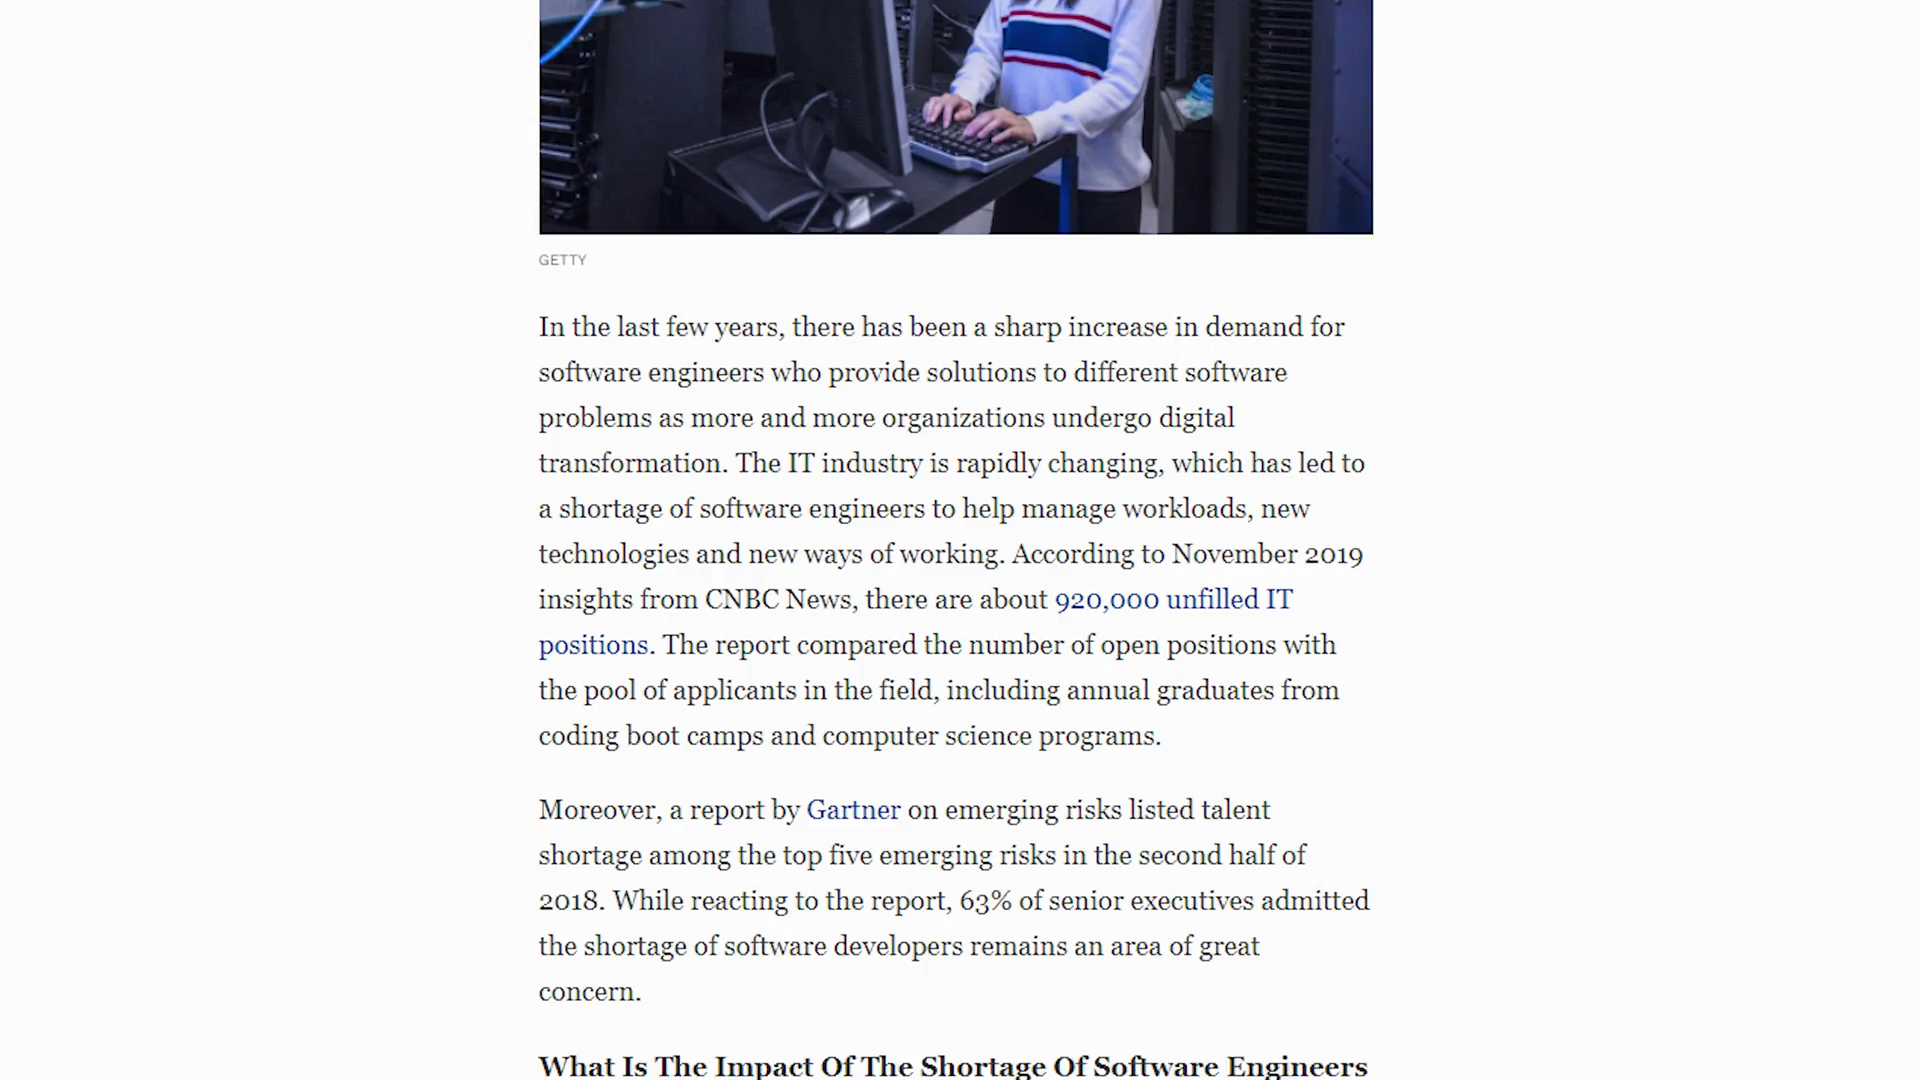 GETTY
In the last few years, there has been a sharp increase in demand for
software engineers who provide solutions to different software
problems as more and more organizations undergo digital
transformation. The IT industry is rapidly changing, which has led to
a shortage of software engineers to help manage workloads, new
technologies and new ways of working. According to November 2019
insights from CNBC News, there are about 920,000 unfilled IT
positions. The report compared the number of open positions with
the pool of applicants in the field, including annual graduates from
coding boot camps and computer science programs.
Moreover, a report by Gartner on emerging risks listed talent
shortage among the top five emerging risks in the second half of
2018. While reacting to the report, 63% of senior executives admitted
the shortage of software developers remains an area of great
concern.
What Is The Impact Of The Shortage Of Software Engineers